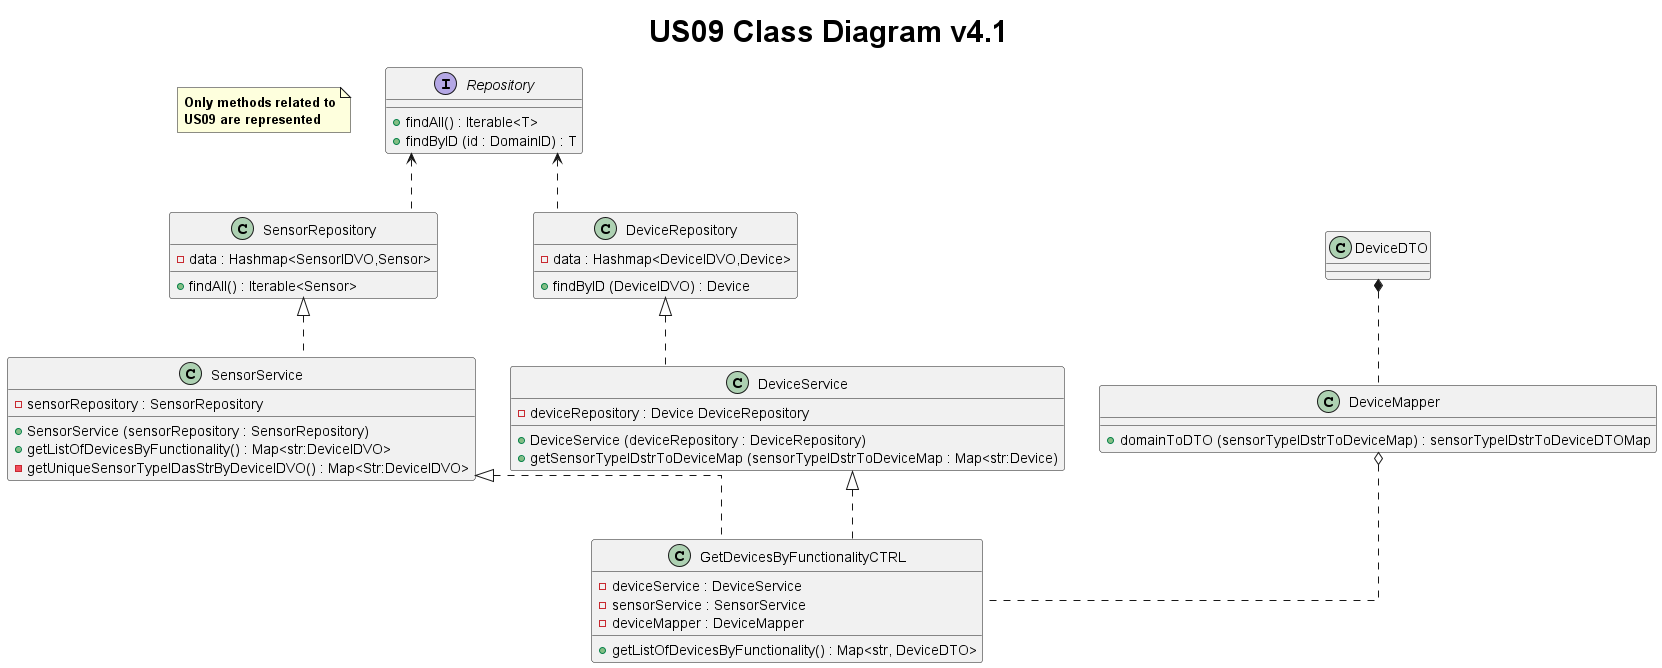 US09 Class Diagram v4.1
Only methods related to
US09 are represented
I Repository
findAll() : Iterable<T>
findByID (id : DomainID) : T
C SensorRepository
data : Hashmap<SensorIDVO,Sensor>
findAll() : Iterable<Sensor>
C DeviceRepository
data : Hashmap<DeviceIDVO,Device>
findByID (DeviceIDVO) : Device
C DeviceDTO
C SensorService
sensorRepository : SensorRepository
SensorService (sensorRepository : SensorRepository)
getListOfDevicesByFunctionality() : Map<str:DeviceIDVO>
getUniqueSensorTypeIDasStrByDeviceIDVO() : Map<Str:DeviceIDVO>
C DeviceService
deviceRepository : Device DeviceRepository
DeviceService (deviceRepository : DeviceRepository)
getSensorTypeIDstrToDeviceMap (sensorTypeIDstrToDeviceMap : Map<str:Device)
C DeviceMapper
domainToDTO (sensorTypeIDstrToDeviceMap) : sensorTypeIDstrToDeviceDTOMap
C GetDevicesByFunctionalityCTRL
deviceService : DeviceService
sensorService : SensorService
deviceMapper : DeviceMapper
getListOfDevicesByFunctionality() : Map<str, DeviceDTO>